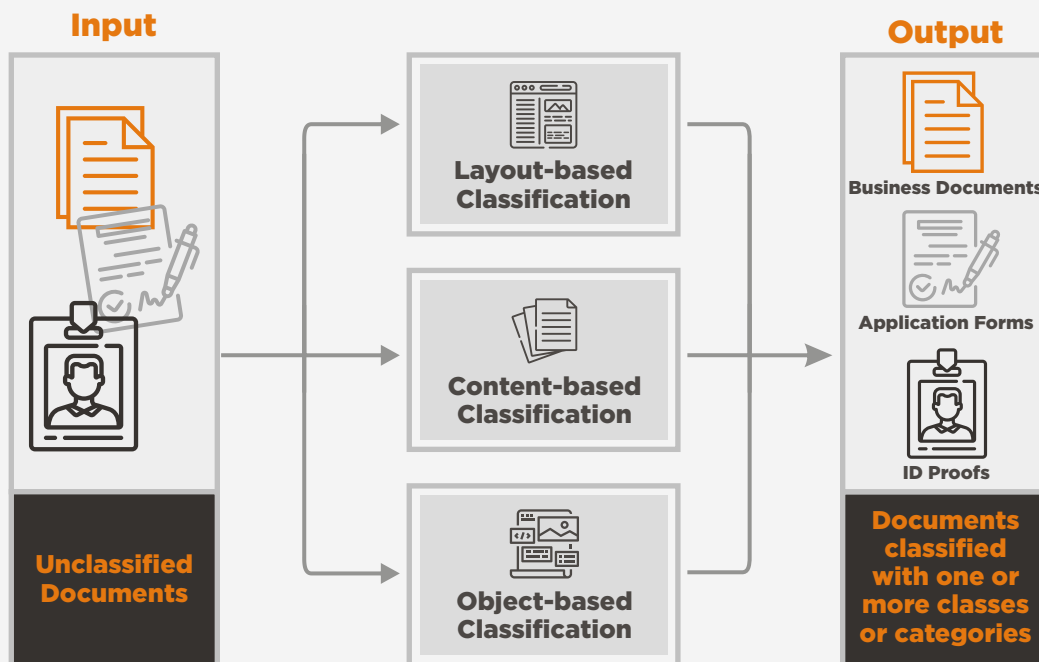 Input
Unclassified
Documents
Layout-based
Classification
Content-based
Classification
</>
Object-based
Classification
Output
Business Documents
Application Forms
ID Proofs
Documents
classified
with one or
more classes
or categories